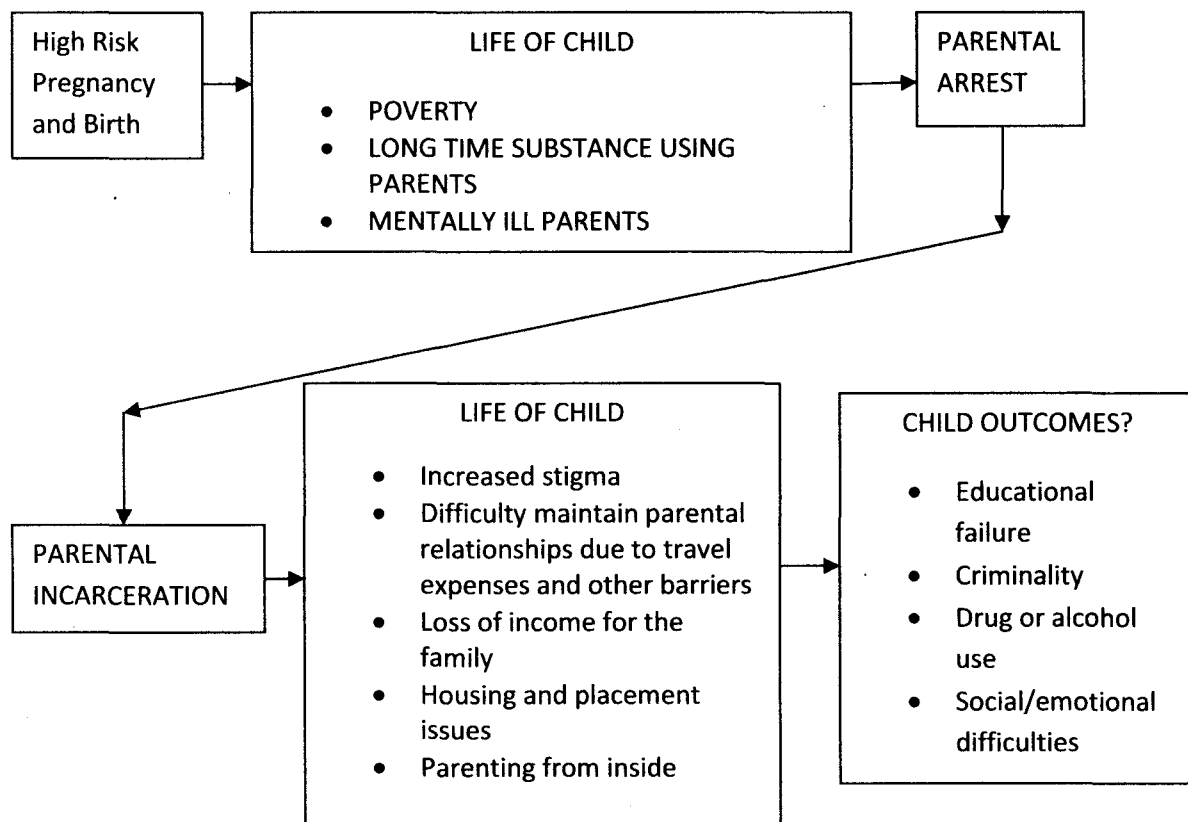 High Risk
Pregnancy
and Birth
LIFE OF CHILD
• POVERTY
• LONG TIME SUBSTANCE USING
PARENTS
• MENTALLY ILL PARENTS
PARENTAL
ARREST
PARENTAL
INCARCERATION
LIFE OF CHILD
• Increased stigma
• Difficulty maintain parental
relationships due to travel
expenses and other barriers
• Loss of income for the
family
• Housing and placement
issues
• Parenting from inside
CHILD OUTCOMES?
• Educational
failure
• Criminality
• Drug or alcohol
use
• Social/emotional
difficulties